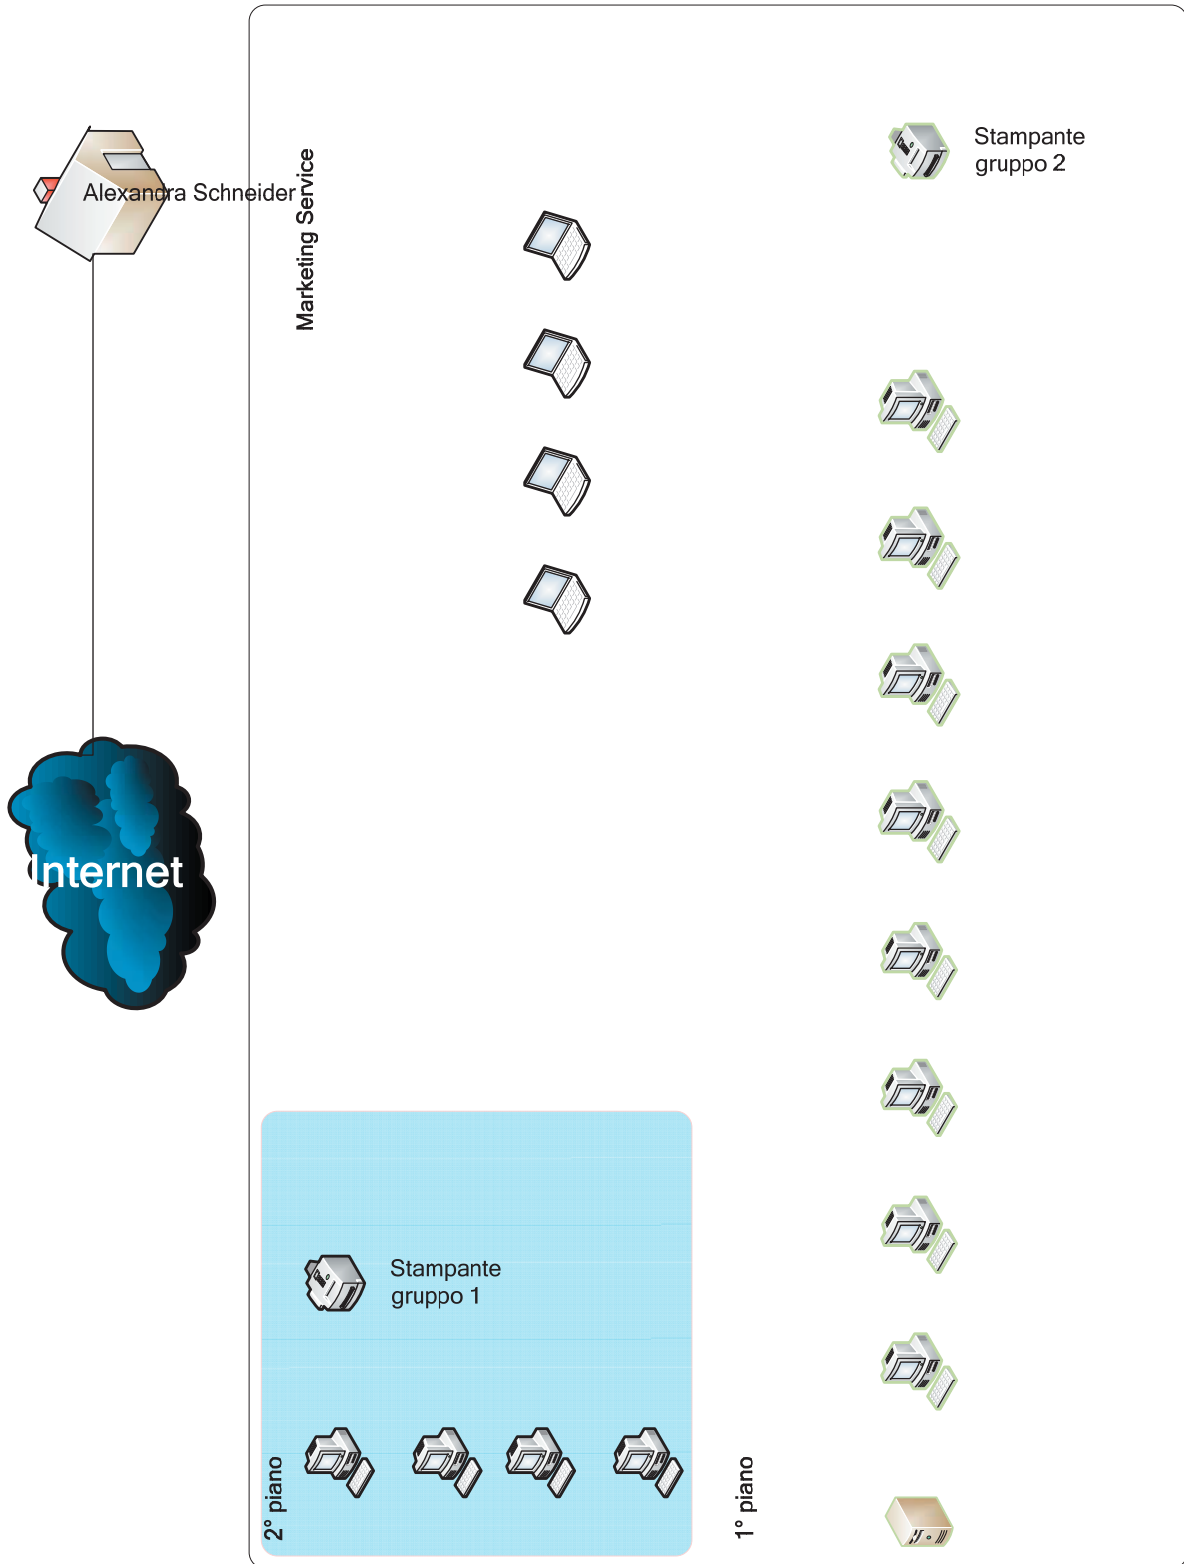 Stampante
gruppo 2
Alexandra Schneider
Marketing Service
Internet
Stampante
gruppo 1
2° piano
1° piano